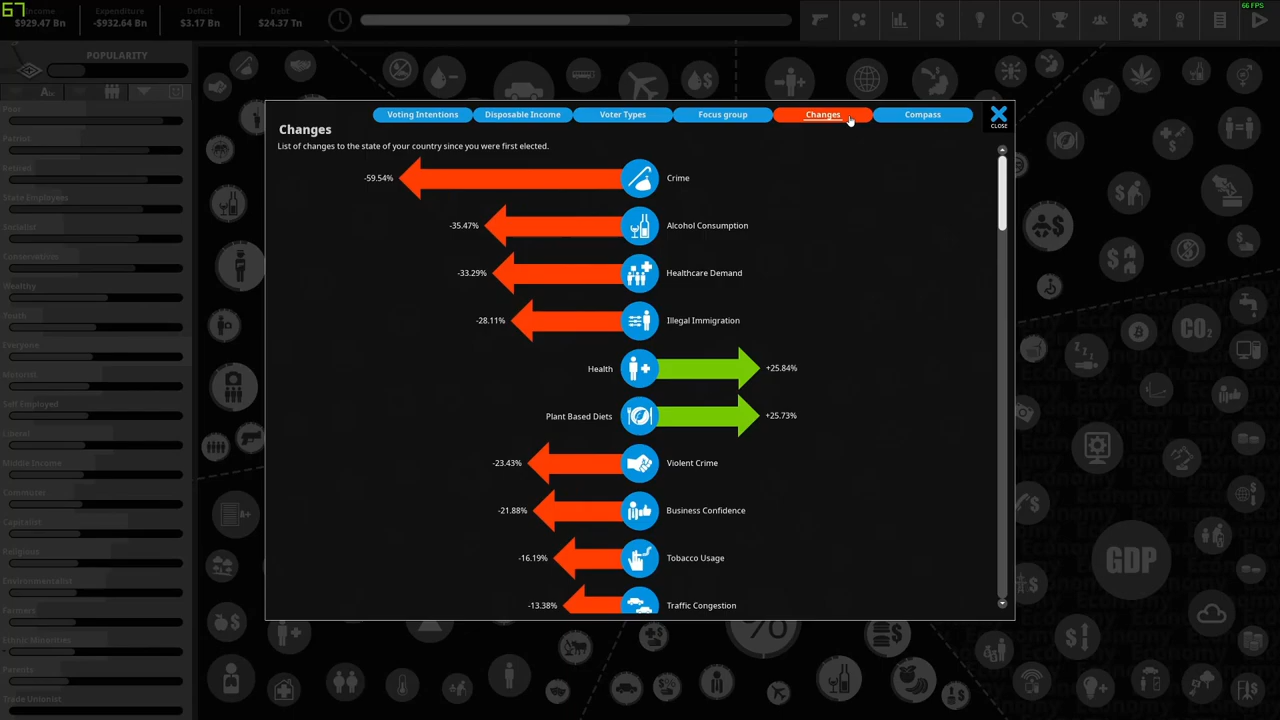 67
66 FPS
Income
Expenditure
Deficit
Debt
$929.47 Bn
-$932.64 Bn
$3.17 Tn
$24.37 Tn
POPULARITY
Poor
Patriot
Retired
State Employees
Socialist
Conservatives
Wealthy
Youth
Everyone
Motorist
Self Employed
Liberal
Middle Income
Commuter
Capitalist
Religious
Environmentalist
Farmers
Ethnic Minorities
Parents
Trade Unionist
Voting Intentions
Disposable Income
Voter Types
Focus group
Changes
Compass
CLOSE
Changes
List of changes to the state of your country since you were first elected.
-59.54% Crime
-35.47% Alcohol Consumption
-33.29% Healthcare Demand
-28.11% Illegal Immigration
Health +25.84%
Plant Based Diets +25.73%
-23.43% Violent Crime
-21.88% Business Confidence
-16.19% Tobacco Usage
-13.38% Traffic Congestion
CO2
GDP
A+
Economy